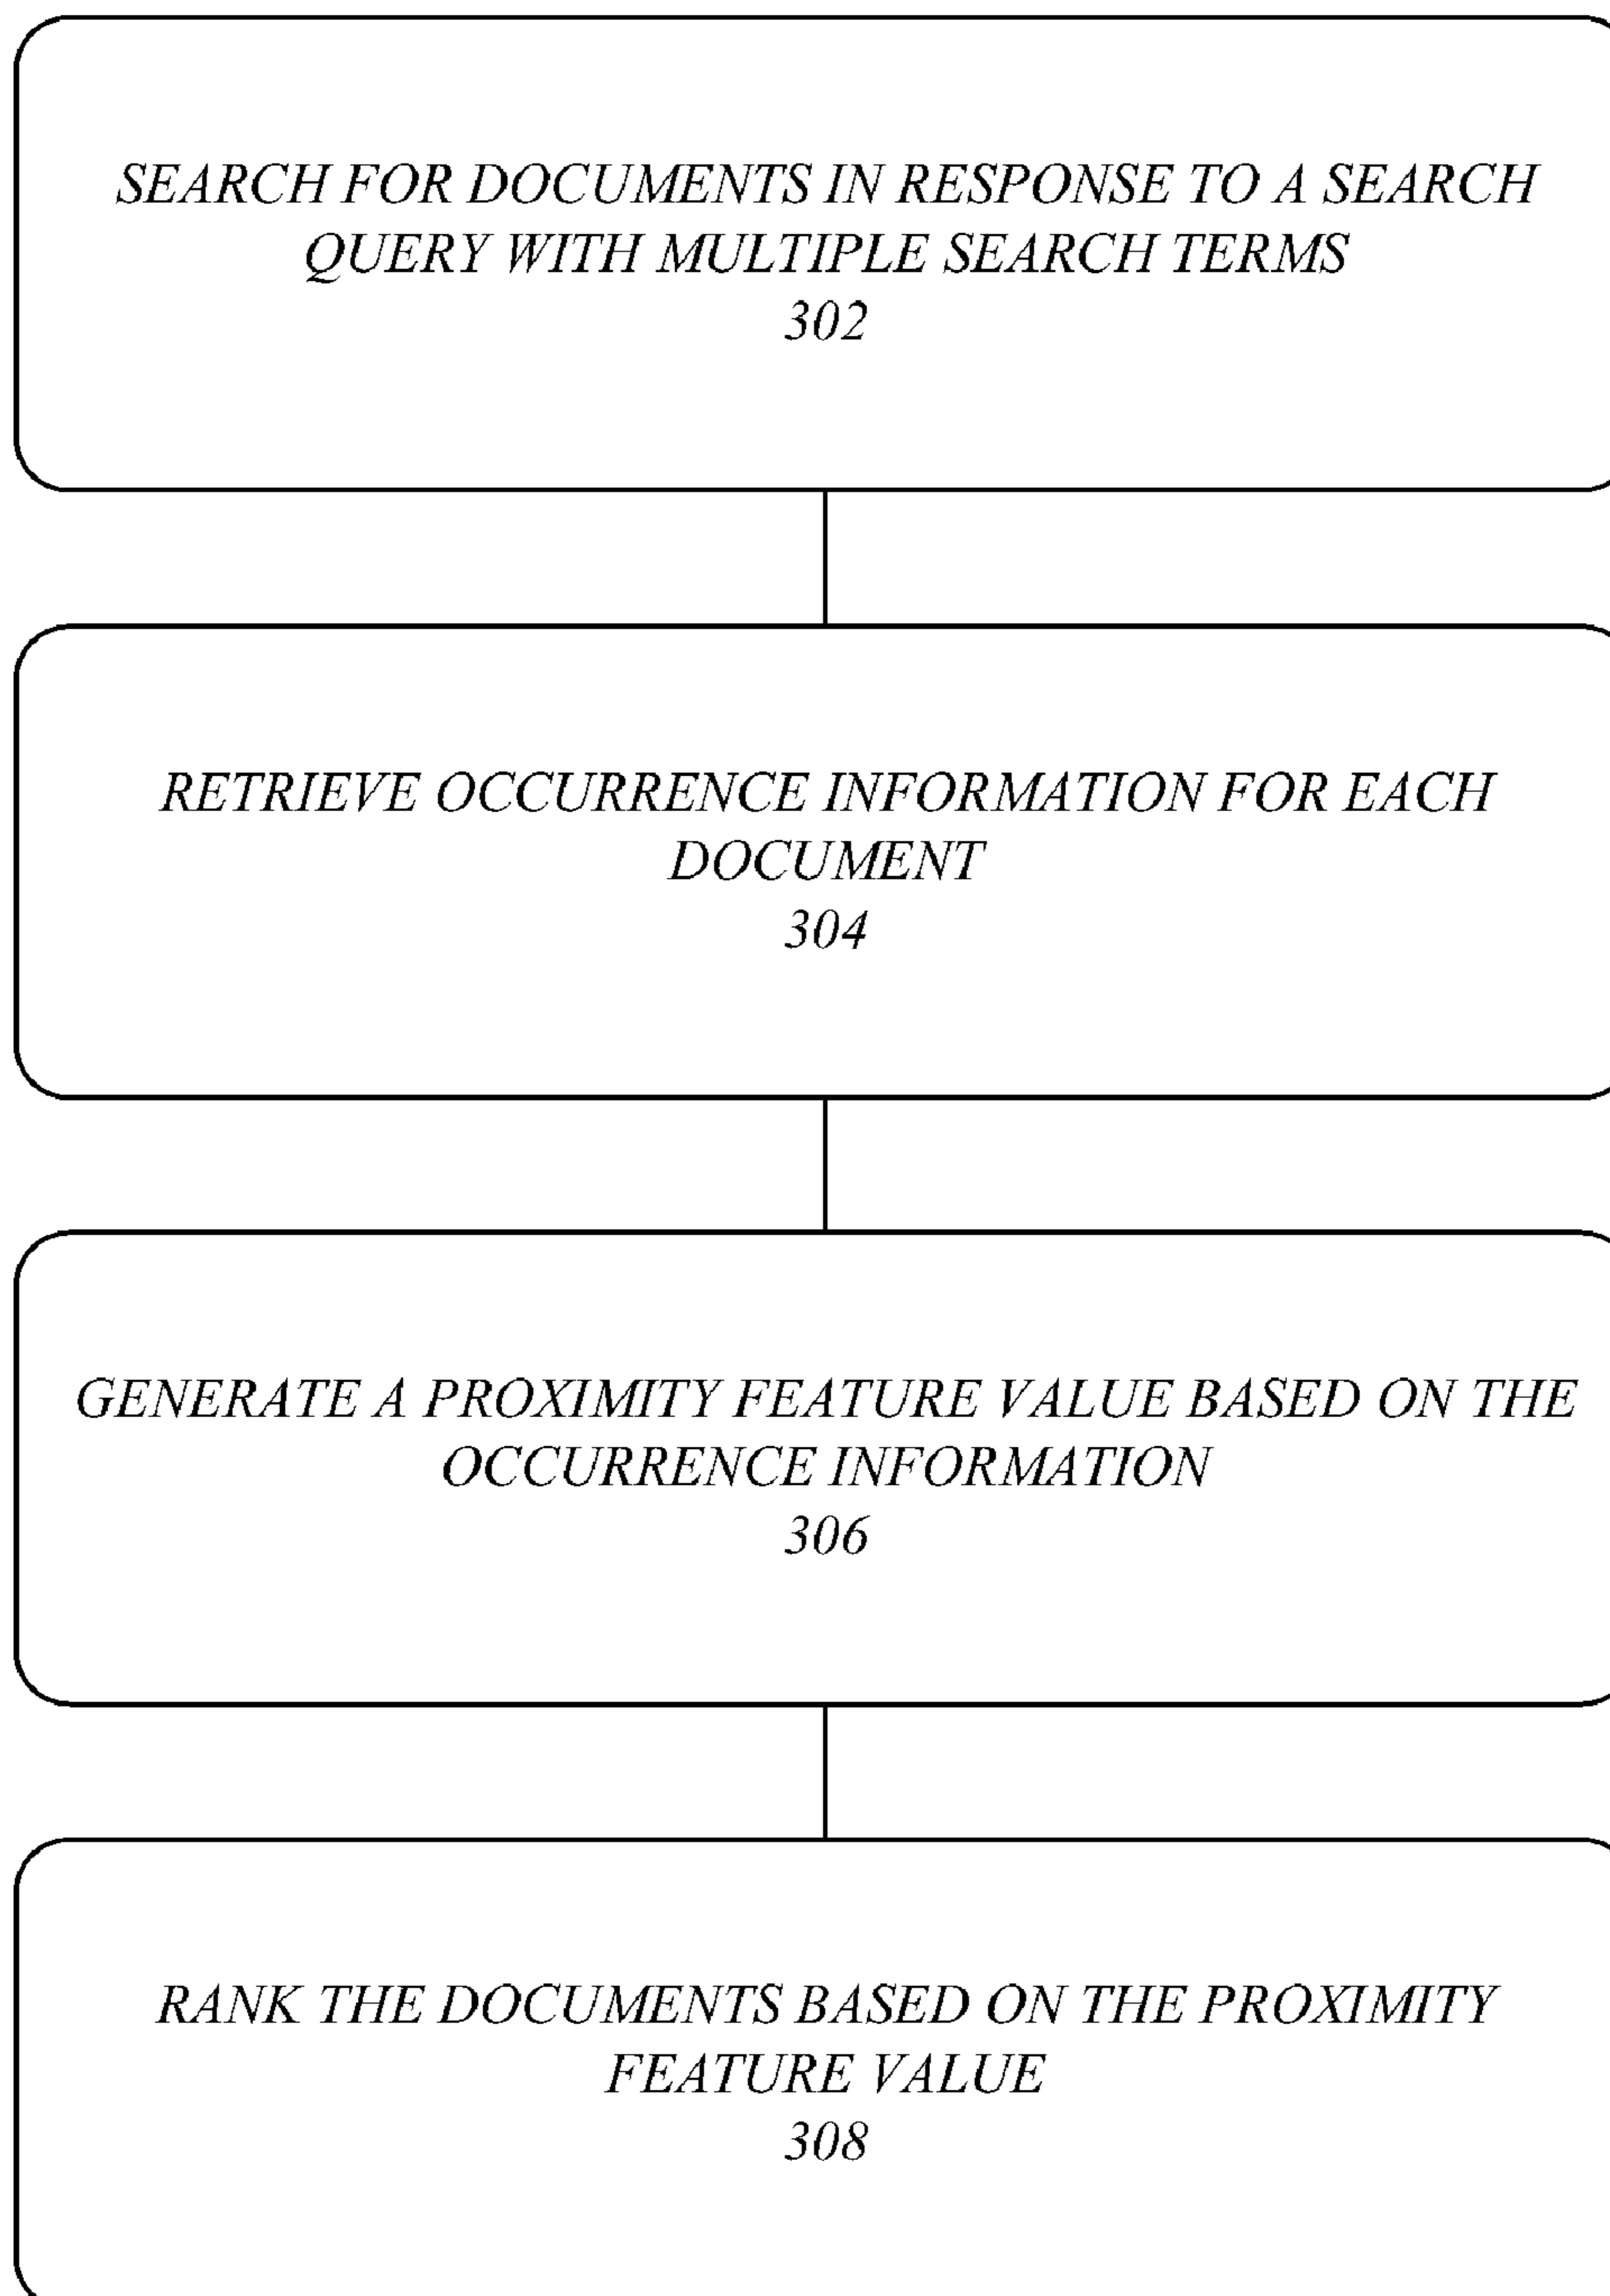 SEARCH FOR DOCUMENTS IN RESPONSE TO A SEARCH
QUERY WITH MULTIPLE SEARCH TERMS
302
RETRIEVE OCCURRENCE INFORMATION FOR EACH
DOCUMENT
304
GENERATE A PROXIMITY FEATURE VALUE BASED ON THE
OCCURRENCE INFORMATION
306
RANK THE DOCUMENTS BASED ON THE PROXIMITY
FEATURE VALUE
308